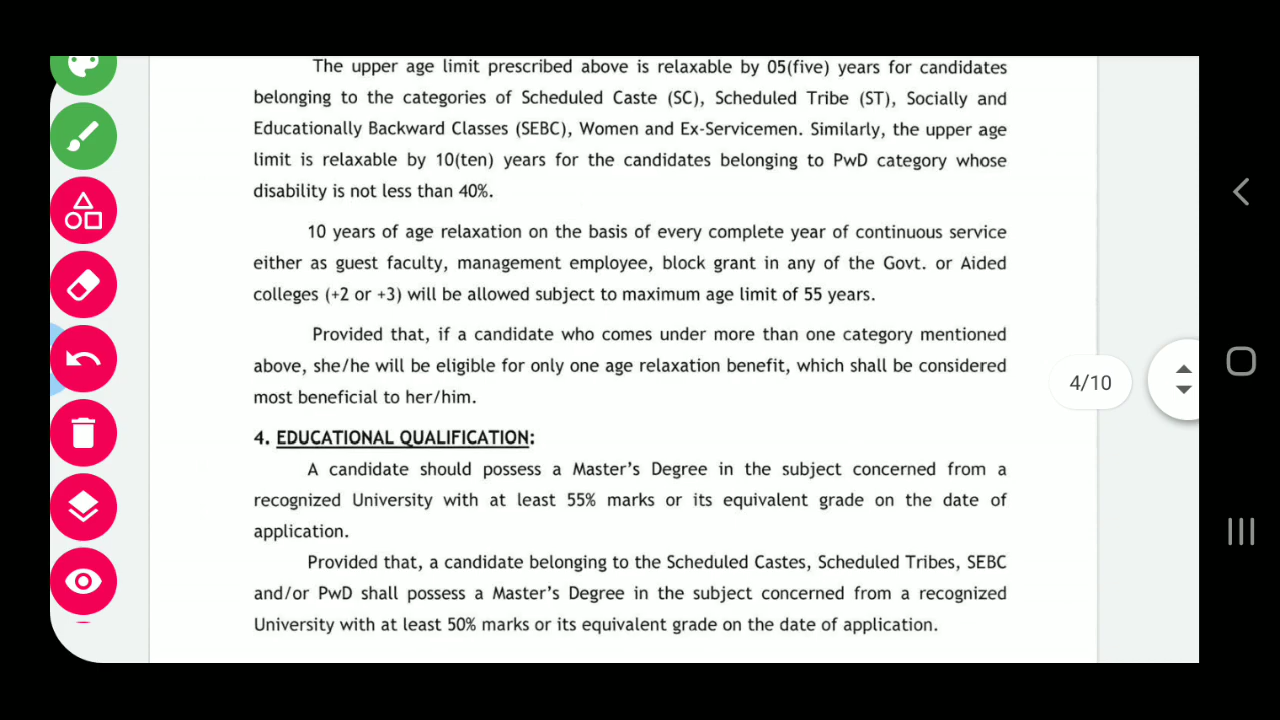 The upper age limit prescribed above is relaxable by 05(five) years for candidates
belonging to the categories of Scheduled Caste (SC), Scheduled Tribe (ST), Socially and
Educationally Backward Classes (SEBC), Women and Ex-Servicemen. Similarly, the upper age
limit is relaxable by 10(ten) years for the candidates belonging to PwD category whose
disability is not less than 40%.
10 years of age relaxation on the basis of every complete year of continuous service
either as guest faculty, management employee, block grant in any of the Govt. or Aided
colleges (+2 or +3) will be allowed subject to maximum age limit of 55 years.
Provided that, if a candidate who comes under more than one category mentioned
above, she/he will be eligible for only one age relaxation benefit, which shall be considered
most beneficial to her/him.
4. EDUCATIONAL QUALIFICATION:
A candidate should possess a Master's Degree in the subject concerned from a
recognized University with at least 55% marks or its equivalent grade on the date of
application.
Provided that, a candidate belonging to the Scheduled Castes, Scheduled Tribes, SEBC
and/or PwD shall possess a Master's Degree in the subject concerned from a recognized
University with at least 50% marks or its equivalent grade on the date of application.
4/10